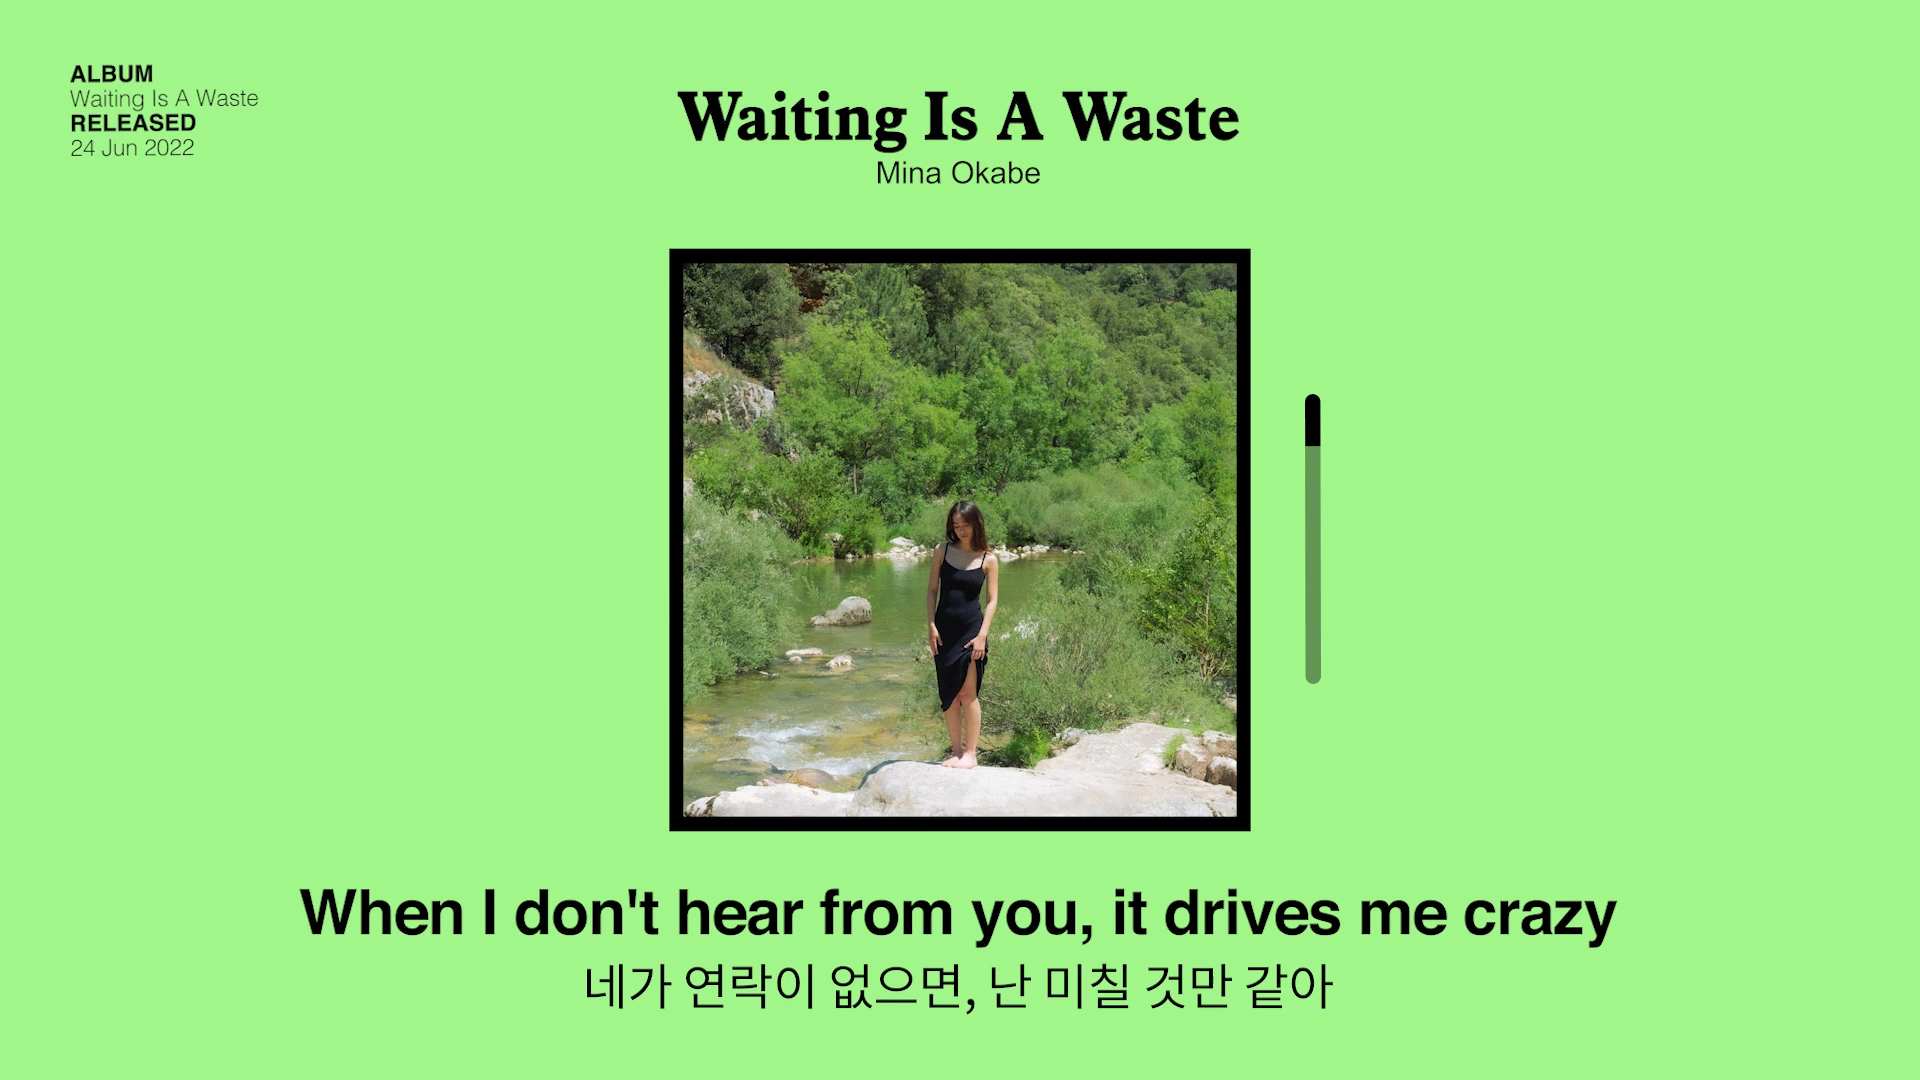 ALBUM
Waiting Is A Waste
RELEASED
24 Jun 2022
Waiting Is A Waste
Mina Okabe
When I don't hear from you, it drives me crazy
네가 연락이 없으면, 난 미칠 것만 같아